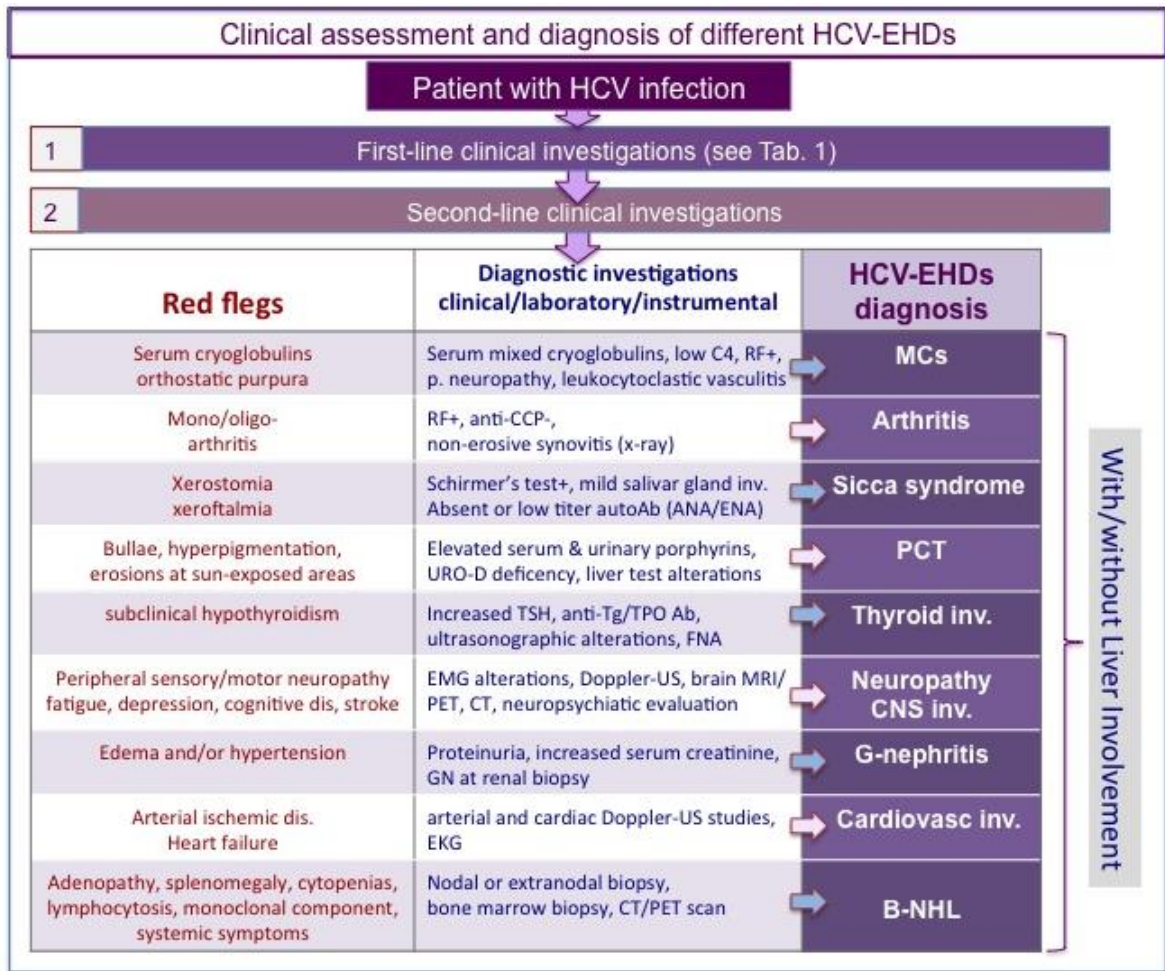 Clinical assessment and diagnosis of different HCV-EHDs
Patient with HCV infection
1
First-line clinical investigations (see Tab. 1)
2
Second-line clinical investigations
Red flegs
Diagnostic investigations
clinical/laboratory/instrumental
HCV-EHDs
diagnosis
Serum cryoglobulins
orthostatic purpura
Serum mixed cryoglobulins, low C4, RF+,
p. neuropathy, leukocytoclastic vasculitis
MCs
Mono/oligo-
arthritis
RF+, anti-CCP-,
non-erosive synovitis (x-ray)
Arthritis
Xerostomia
xeroftalmia
Schirmer's test+, mild salivar gland inv.
Absent or low titer autoAb (ANA/ENA)
Sicca syndrome
Bullae, hyperpigmentation,
erosions at sun-exposed areas
Elevated serum & urinary porphyrins,
URO-D deficency, liver test alterations
PCT
subclinical hypothyroidism
Increased TSH, anti-Tg/TPO Ab,
ultrasonographic alterations, FNA
Thyroid inv.
Peripheral sensory/motor neuropathy
fatigue, depression, cognitive dis, stroke
EMG alterations, Doppler-US, brain MRI/
PET, CT, neuropsychiatic evaluation
Neuropathy
CNS inv.
Edema and/or hypertension
Proteinuria, increased serum creatinine,
GN at renal biopsy
G-nephritis
Arterial ischemic dis.
Heart failure
arterial and cardiac Doppler-US studies,
EKG
Cardiovasc inv.
Adenopathy, splenomegaly, cytopenias,
lymphocytosis, monoclonal component,
systemic symptoms
Nodal or extranodal biopsy,
bone marrow biopsy, CT/PET scan
B-NHL
With/without Liver Involvement